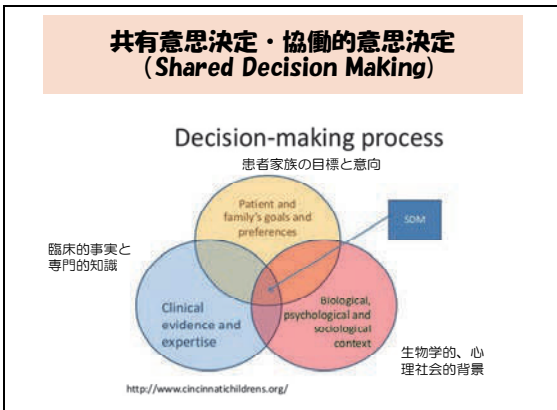 共有意思決定・協働的意思決定
(Shared Decision Making)
Decision-making process
患者家族の目標と意向
Patient and
family's goals and
preferences
SDM
臨床的事実と
専門的知識
Clinical
evidence and
expertise
Biological,
psychological and
sociological
context
生物学的、心
理社会的背景
http://www.cincinnatichildrens.org/